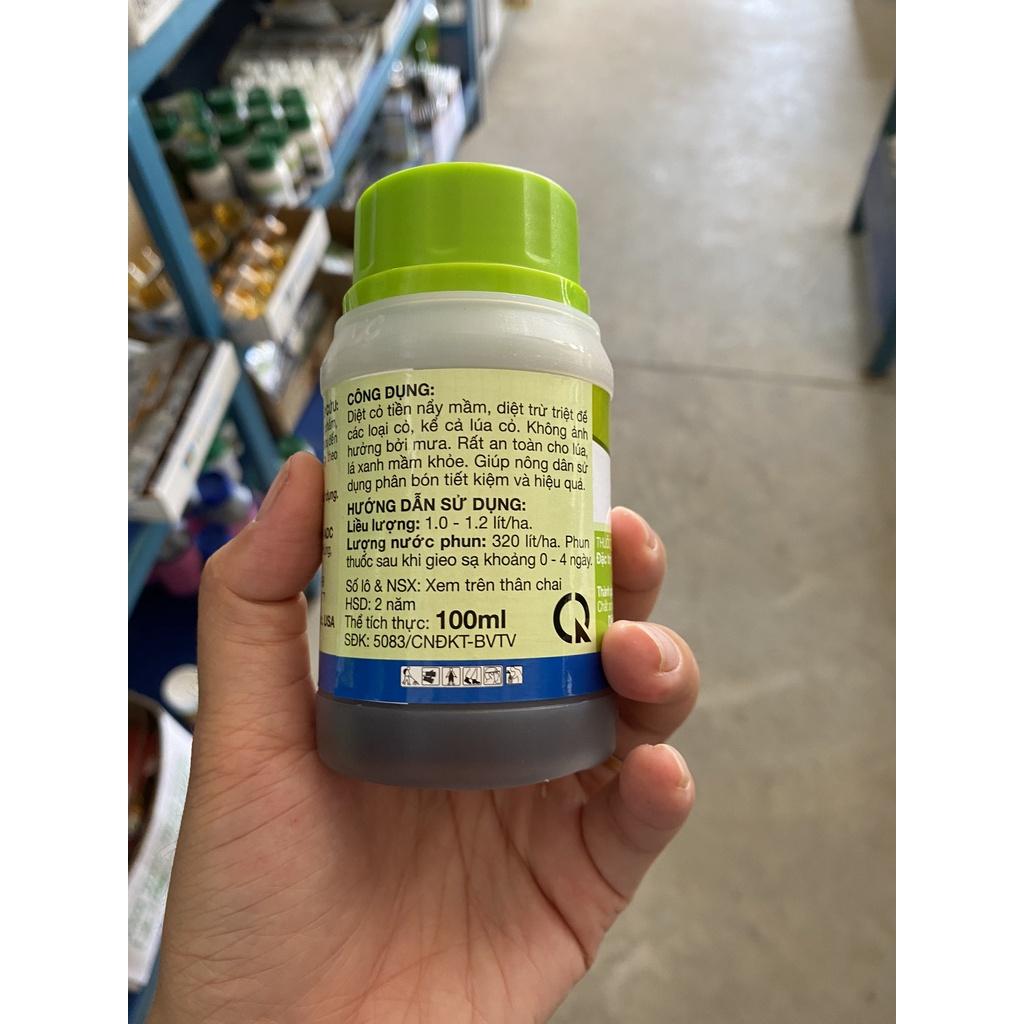 CÔNG DỤNG:
Diệt cỏ tiền nẩy mầm, diệt trừ triệt để
các loại cỏ, kể cả lúa cỏ. Không ảnh
hưởng bởi mưa. Rất an toàn cho lúa,
lá xanh mầm khỏe. Giúp nông dân sử
dụng phân bón tiết kiệm và hiệu quả.
HƯỚNG DẪN SỬ DỤNG:
Liều lượng: 1.0 - 1.2 lít/ha.
Lượng nước phun: 320 lít/ha. Phun
thuốc sau khi gieo sạ khoảng 0 - 4 ngày.
Số lô & NSX: Xem trên thân chai
HSD: 2 năm
Thể tích thực: 100ml
SĐK: 5083/CNĐKT-BVTV
theo
dụng.
ADC
USA